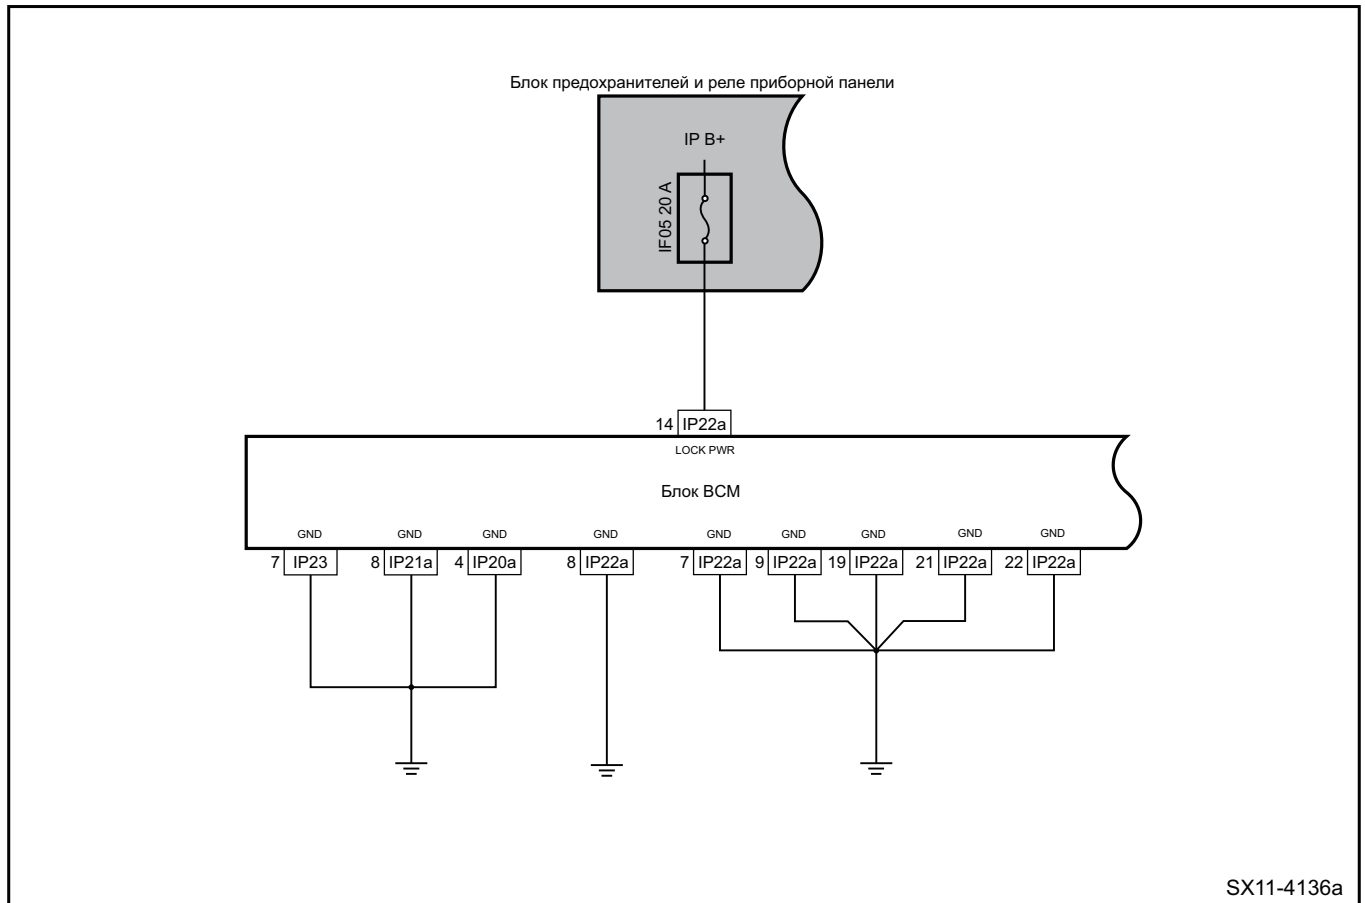 Блок предохранителей и реле приборной панели
IP B+
IF05 20 A
14 IP22a
LOCK PWR
Блок BCM
GND GND GND GND GND GND GND GND GND
7 IP23 8 IP21a 4 IP20a 8 IP22a 7 IP22a 9 IP22a 19 IP22a 21 IP22a 22 IP22a
SX11-4136a